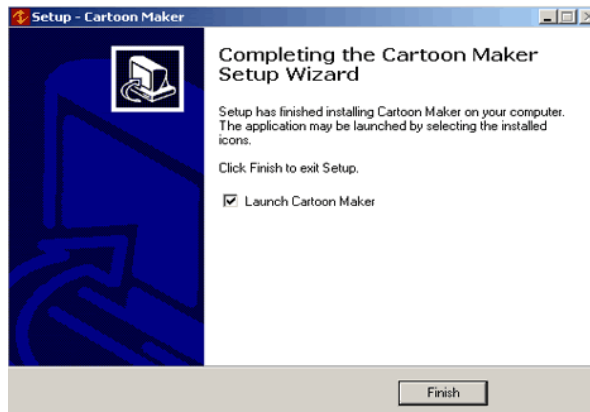 Setup - Cartoon Maker
Completing the Cartoon Maker
Setup Wizard
Setup has finished installing Cartoon Maker on your computer.
The application may be launched by selecting the installed
icons.
Click Finish to exit Setup.
Launch Cartoon Maker
Finish